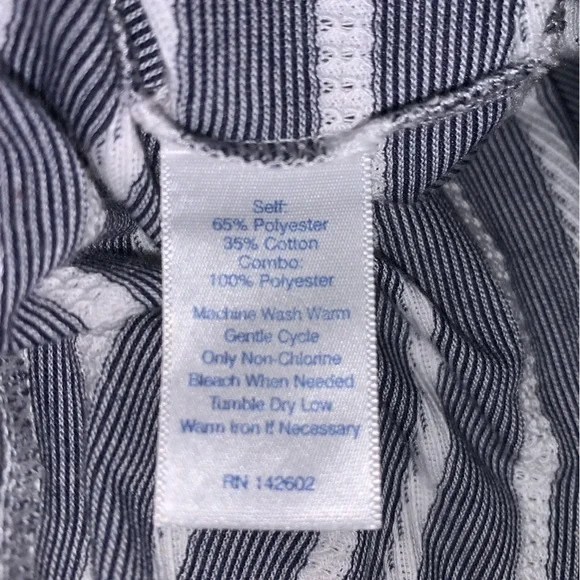 Self:
65% Polyester
35% Cotton
Combo:
100% Polyester
Machine Wash Warm
Gentle Cycle
Only Non-Chlorine
Bleach When Needed
Tumble Dry Low
Warm Iron If Necessary
RN 142602